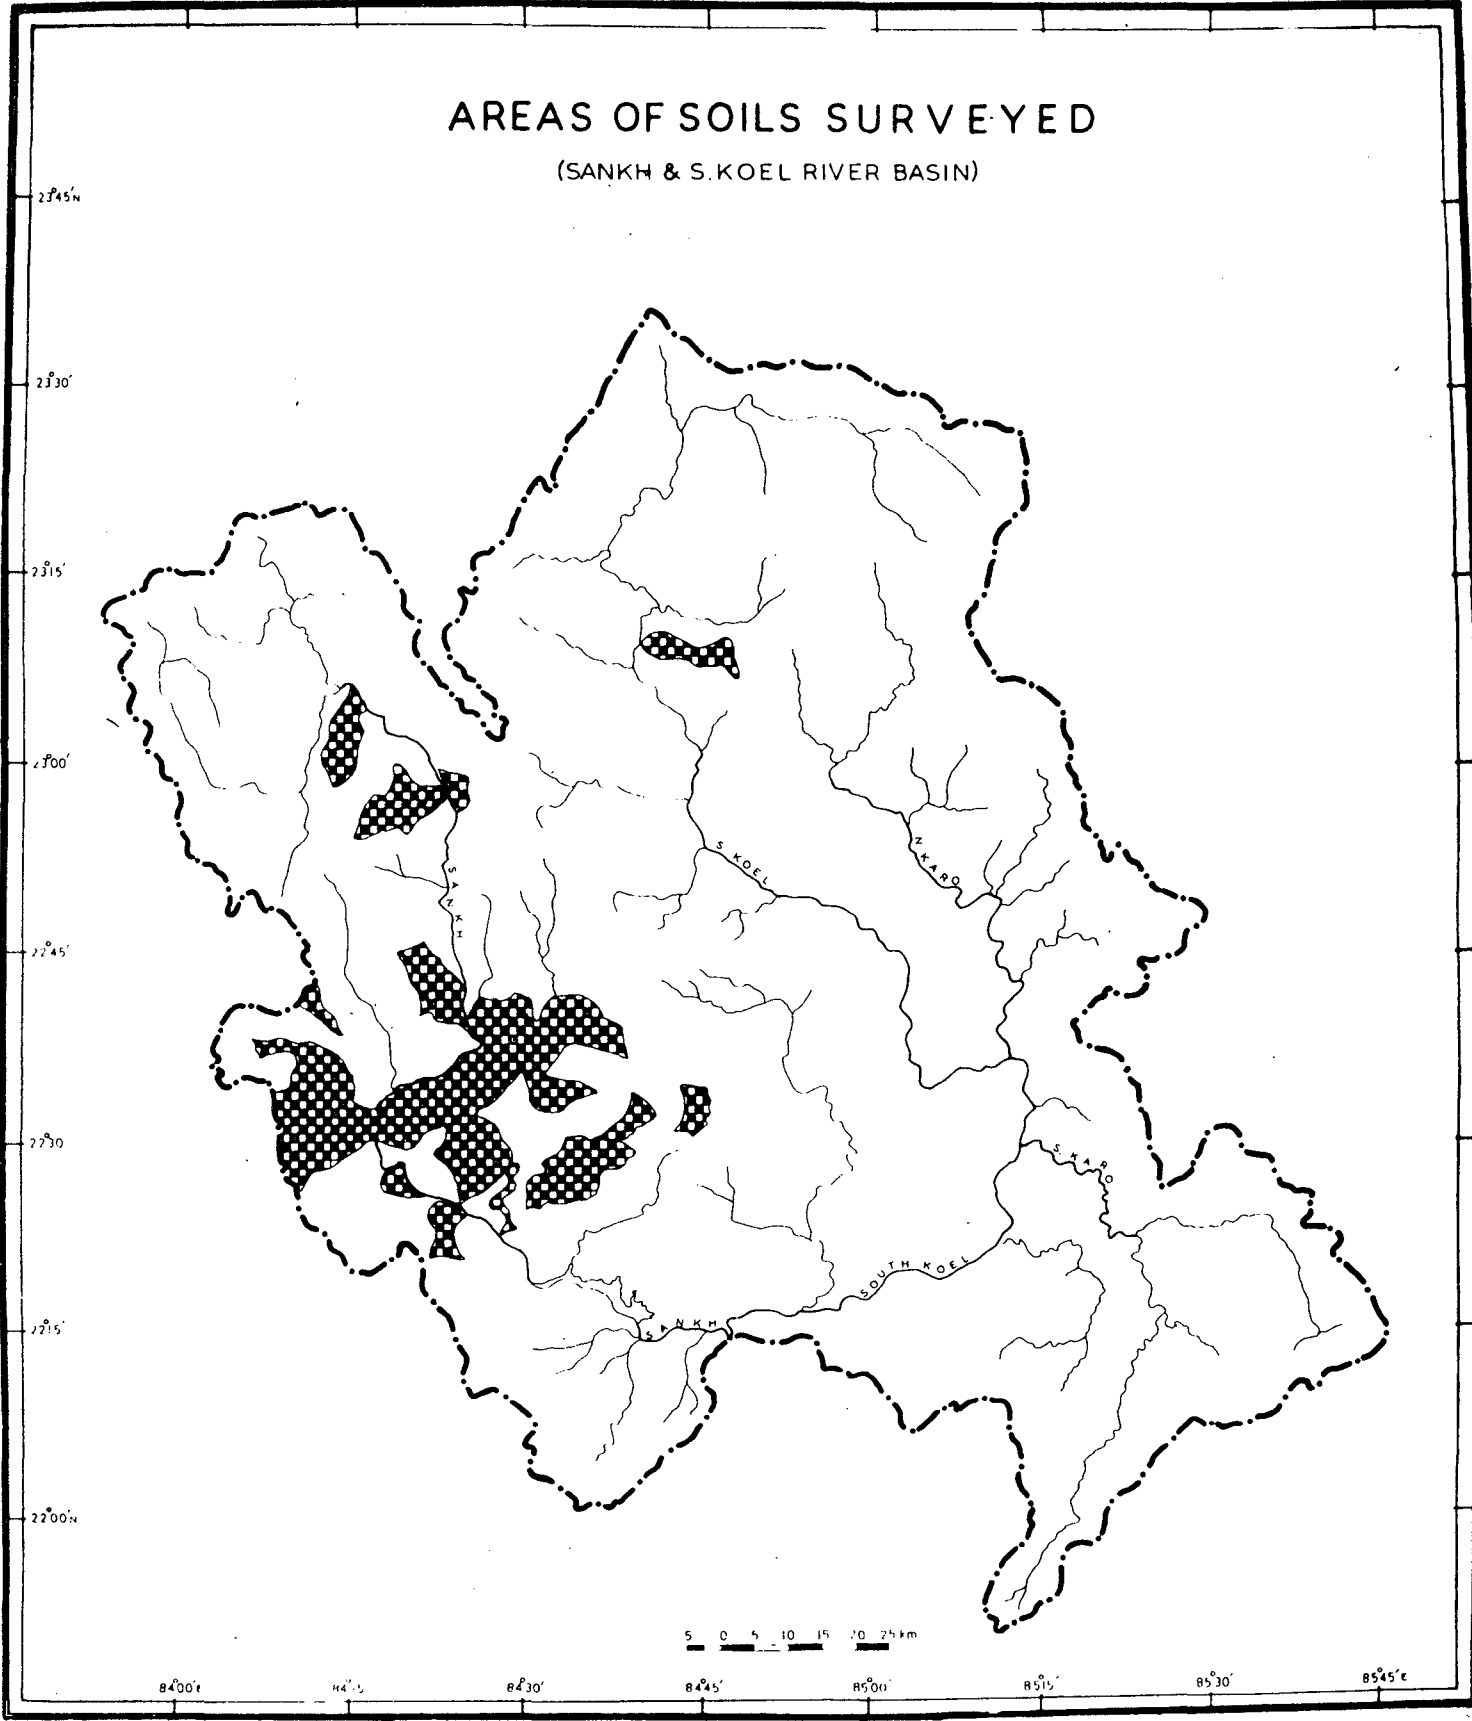 AREAS OF SOILS SURVEYED
(SANKH & S.KOEL RIVER BASIN)
23°45'N
23°30'
23°15'
23°00'
22°45'
22°30
22°15'
22°00'N
S. KOEL
N.KARO
SANKH
S.KARO
SOUTH KOEL
SANKH
5 0 5 10 15 20 25 km
84°00'E
84°30'
84°45'
85°00'
85°15'
85°30'
85°45'E